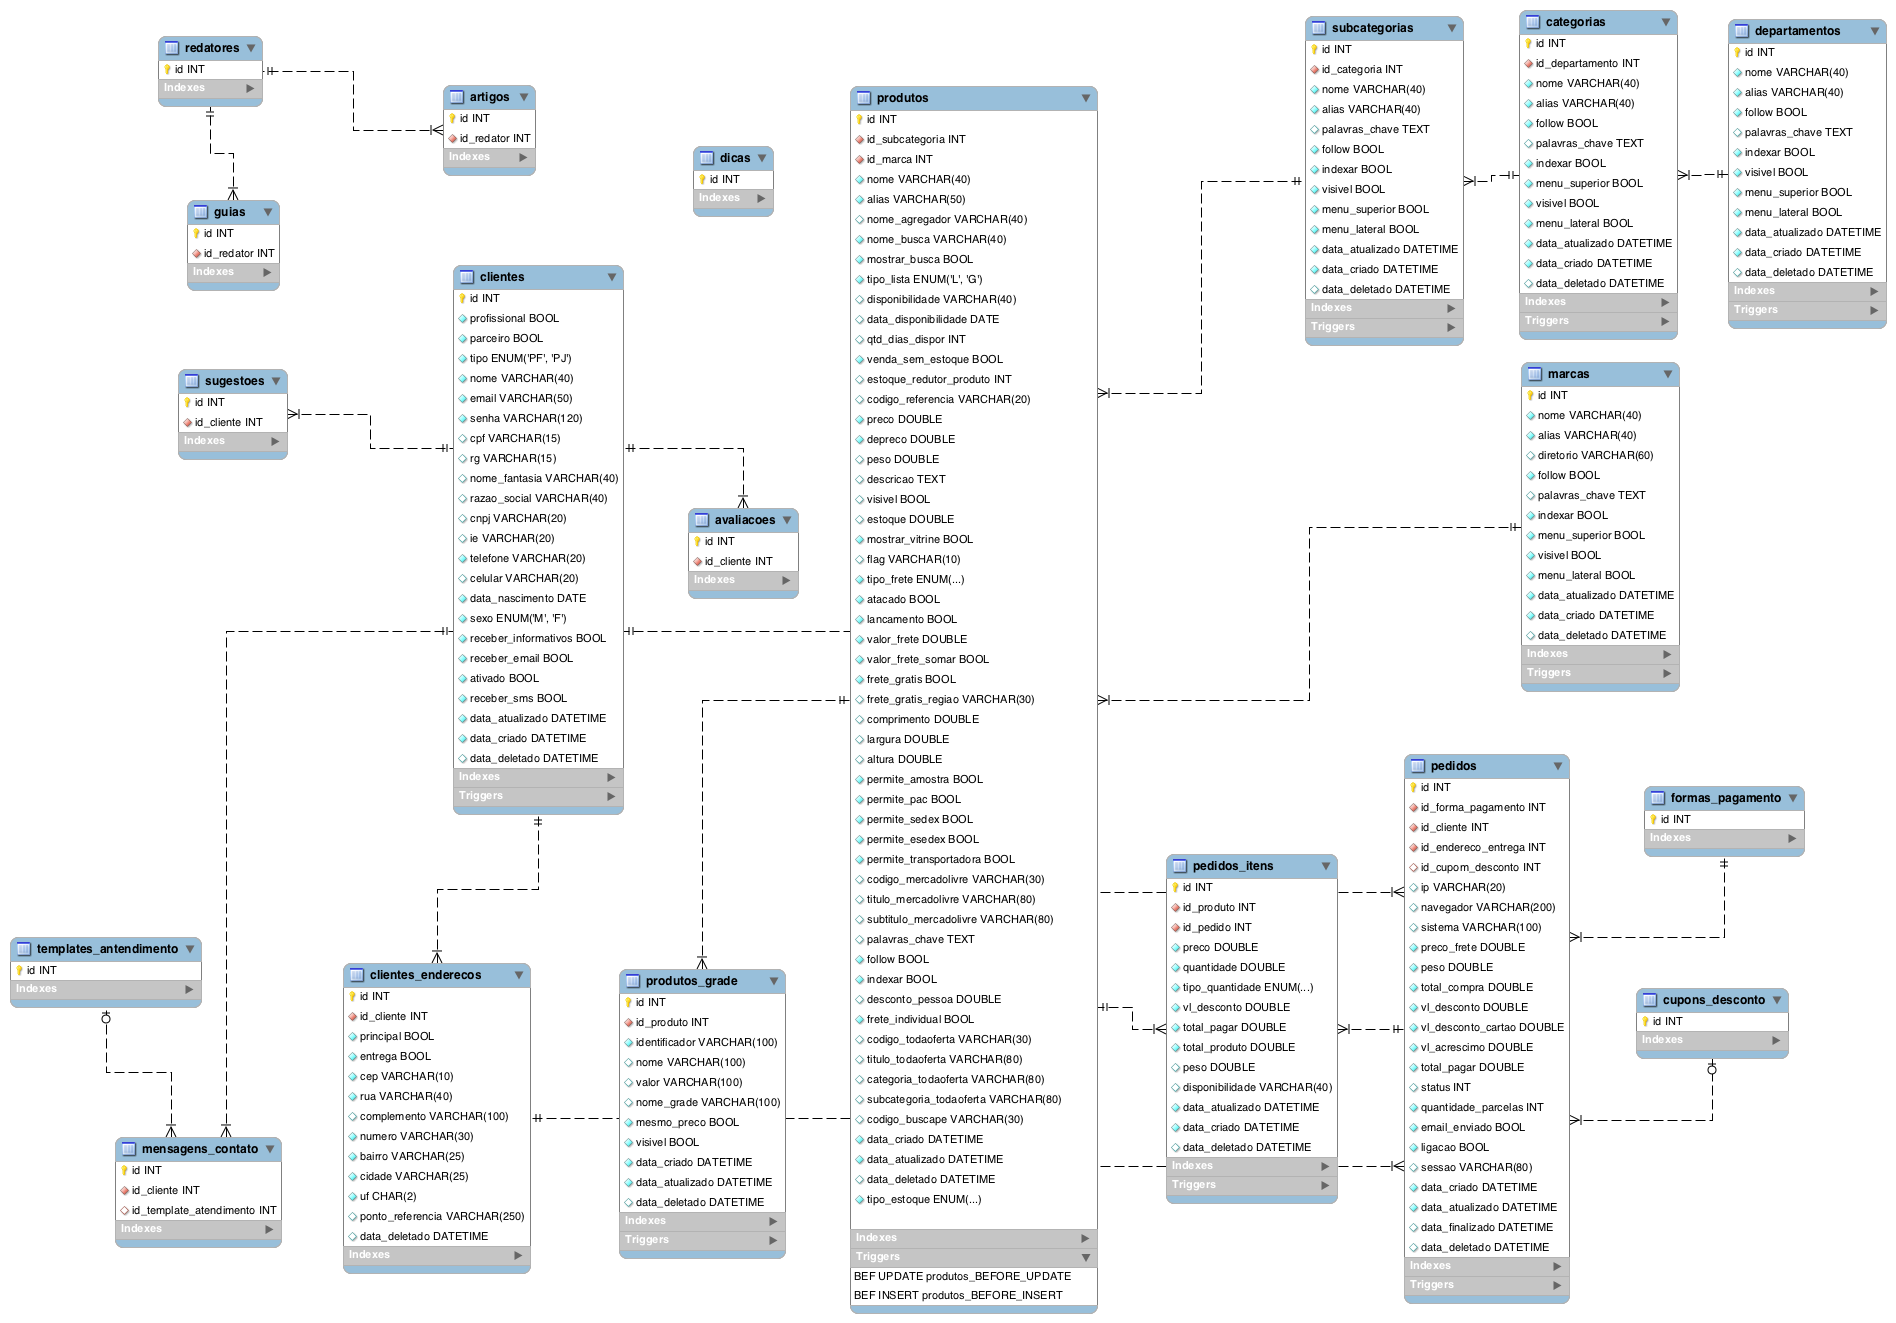 redatores
id INT
Indexes
artigos
id INT
id_redator INT
Indexes
guias
id INT
id_redator INT
Indexes
dicas
id INT
Indexes
clientes
id INT
profissional BOOL
parceiro BOOL
tipo ENUM('PF', 'PJ')
nome VARCHAR(40)
email VARCHAR(50)
senha VARCHAR(120)
cpf VARCHAR(15)
rg VARCHAR(15)
nome_fantasia VARCHAR(40)
razao_social VARCHAR(40)
cnpj VARCHAR(20)
ie VARCHAR(20)
telefone VARCHAR(20)
celular VARCHAR(20)
data_nascimento DATE
sexo ENUM('M', 'F')
receber_informativos BOOL
receber_email BOOL
ativado BOOL
receber_sms BOOL
data_atualizado DATETIME
data_criado DATETIME
data_deletado DATETIME
Indexes
Triggers
sugestoes
id INT
id_cliente INT
Indexes
avaliacoes
id INT
id_cliente INT
Indexes
templates_antendimento
id INT
Indexes
mensagens_contato
id INT
id_cliente INT
id_template_atendimento INT
Indexes
clientes_enderecos
id INT
id_cliente INT
principal BOOL
entrega BOOL
cep VARCHAR(10)
rua VARCHAR(40)
complemento VARCHAR(100)
numero VARCHAR(30)
bairro VARCHAR(25)
cidade VARCHAR(25)
uf CHAR(2)
ponto_referencia VARCHAR(250)
data_deletado DATETIME
Indexes
produtos_grade
id INT
id_produto INT
identificador VARCHAR(100)
nome VARCHAR(100)
valor VARCHAR(100)
nome_grade VARCHAR(100)
mesmo_preco BOOL
visivel BOOL
data_criado DATETIME
data_atualizado DATETIME
data_deletado DATETIME
Indexes
Triggers
produtos
id INT
id_subcategoria INT
id_marca INT
nome VARCHAR(40)
alias VARCHAR(50)
nome_agregador VARCHAR(40)
nome_busca VARCHAR(40)
mostrar_busca BOOL
tipo_lista ENUM('L', 'G')
disponibilidade VARCHAR(40)
data_disponibilidade DATE
qtd_dias_dispor INT
venda_sem_estoque BOOL
estoque_redutor_produto INT
codigo_referencia VARCHAR(20)
preco DOUBLE
depreco DOUBLE
peso DOUBLE
descricao TEXT
visivel BOOL
estoque DOUBLE
mostrar_vitrine BOOL
flag VARCHAR(10)
tipo_frete ENUM(...)
atacado BOOL
lancamento BOOL
valor_frete DOUBLE
valor_frete_somar BOOL
frete_gratis BOOL
frete_gratis_regiao VARCHAR(30)
comprimento DOUBLE
largura DOUBLE
altura DOUBLE
permite_amostra BOOL
permite_pac BOOL
permite_sedex BOOL
permite_esedex BOOL
permite_transportadora BOOL
codigo_mercadolivre VARCHAR(30)
titulo_mercadolivre VARCHAR(80)
subtitulo_mercadolivre VARCHAR(80)
palavras_chave TEXT
follow BOOL
indexar BOOL
desconto_pessoa DOUBLE
frete_individual BOOL
codigo_todaoferta VARCHAR(30)
titulo_todaoferta VARCHAR(80)
categoria_todaoferta VARCHAR(80)
subcategoria_todaoferta VARCHAR(80)
codigo_buscape VARCHAR(30)
data_criado DATETIME
data_atualizado DATETIME
data_deletado DATETIME
tipo_estoque ENUM(...)
Indexes
Triggers
BEF UPDATE produtos_BEFORE_UPDATE
BEF INSERT produtos_BEFORE_INSERT
subcategorias
id INT
id_categoria INT
nome VARCHAR(40)
alias VARCHAR(40)
palavras_chave TEXT
follow BOOL
indexar BOOL
visivel BOOL
menu_superior BOOL
menu_lateral BOOL
data_atualizado DATETIME
data_criado DATETIME
data_deletado DATETIME
Indexes
Triggers
categorias
id INT
id_departamento INT
nome VARCHAR(40)
alias VARCHAR(40)
follow BOOL
palavras_chave TEXT
indexar BOOL
menu_superior BOOL
visivel BOOL
menu_lateral BOOL
data_atualizado DATETIME
data_criado DATETIME
data_deletado DATETIME
Indexes
Triggers
departamentos
id INT
nome VARCHAR(40)
alias VARCHAR(40)
follow BOOL
palavras_chave TEXT
indexar BOOL
visivel BOOL
menu_superior BOOL
menu_lateral BOOL
data_atualizado DATETIME
data_criado DATETIME
data_deletado DATETIME
Indexes
Triggers
marcas
id INT
nome VARCHAR(40)
alias VARCHAR(40)
diretorio VARCHAR(60)
follow BOOL
palavras_chave TEXT
indexar BOOL
menu_superior BOOL
visivel BOOL
menu_lateral BOOL
data_atualizado DATETIME
data_criado DATETIME
data_deletado DATETIME
Indexes
Triggers
pedidos_itens
id INT
id_produto INT
id_pedido INT
preco DOUBLE
quantidade DOUBLE
tipo_quantidade ENUM(...)
vl_desconto DOUBLE
total_pagar DOUBLE
total_produto DOUBLE
peso DOUBLE
disponibilidade VARCHAR(40)
data_atualizado DATETIME
data_criado DATETIME
data_deletado DATETIME
Indexes
Triggers
pedidos
id INT
id_forma_pagamento INT
id_cliente INT
id_endereco_entrega INT
id_cupom_desconto INT
ip VARCHAR(20)
navegador VARCHAR(200)
sistema VARCHAR(100)
preco_frete DOUBLE
peso DOUBLE
total_compra DOUBLE
vl_desconto DOUBLE
vl_desconto_cartao DOUBLE
vl_acrescimo DOUBLE
total_pagar DOUBLE
status INT
quantidade_parcelas INT
email_enviado BOOL
ligacao BOOL
sessao VARCHAR(80)
data_criado DATETIME
data_atualizado DATETIME
data_finalizado DATETIME
data_deletado DATETIME
Indexes
Triggers
formas_pagamento
id INT
Indexes
cupons_desconto
id INT
Indexes